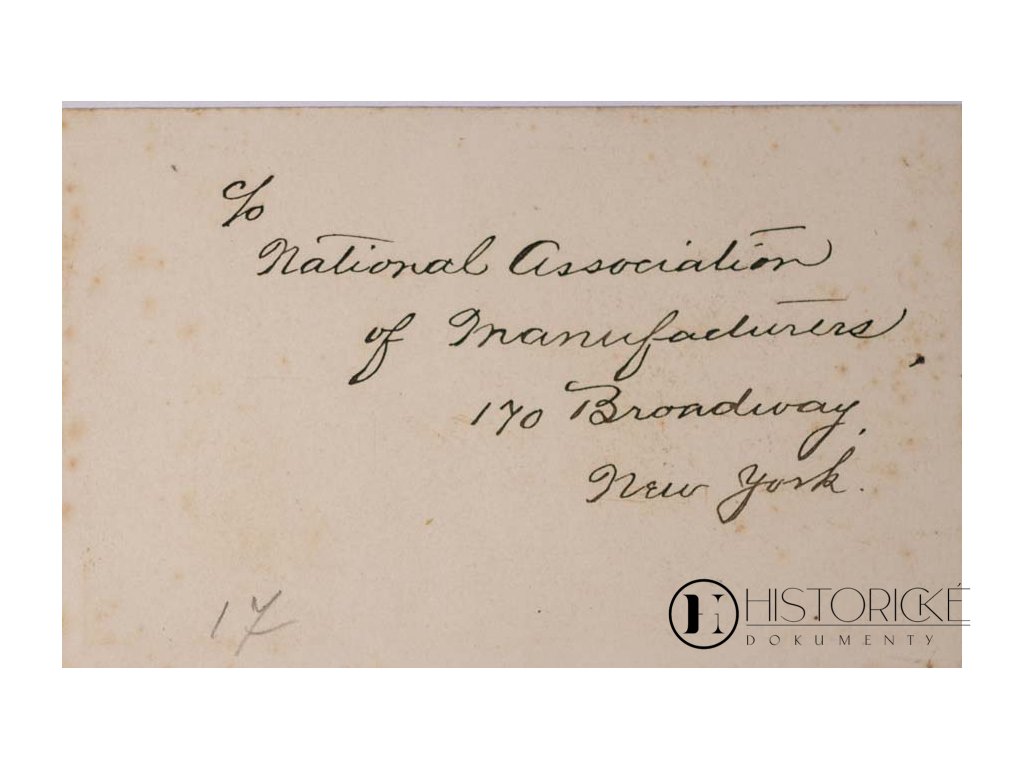 c/o
National Association
of Manufacturers,
170 Broadway,
New York.
17
HISTORICKÉ
DOKUMENTY